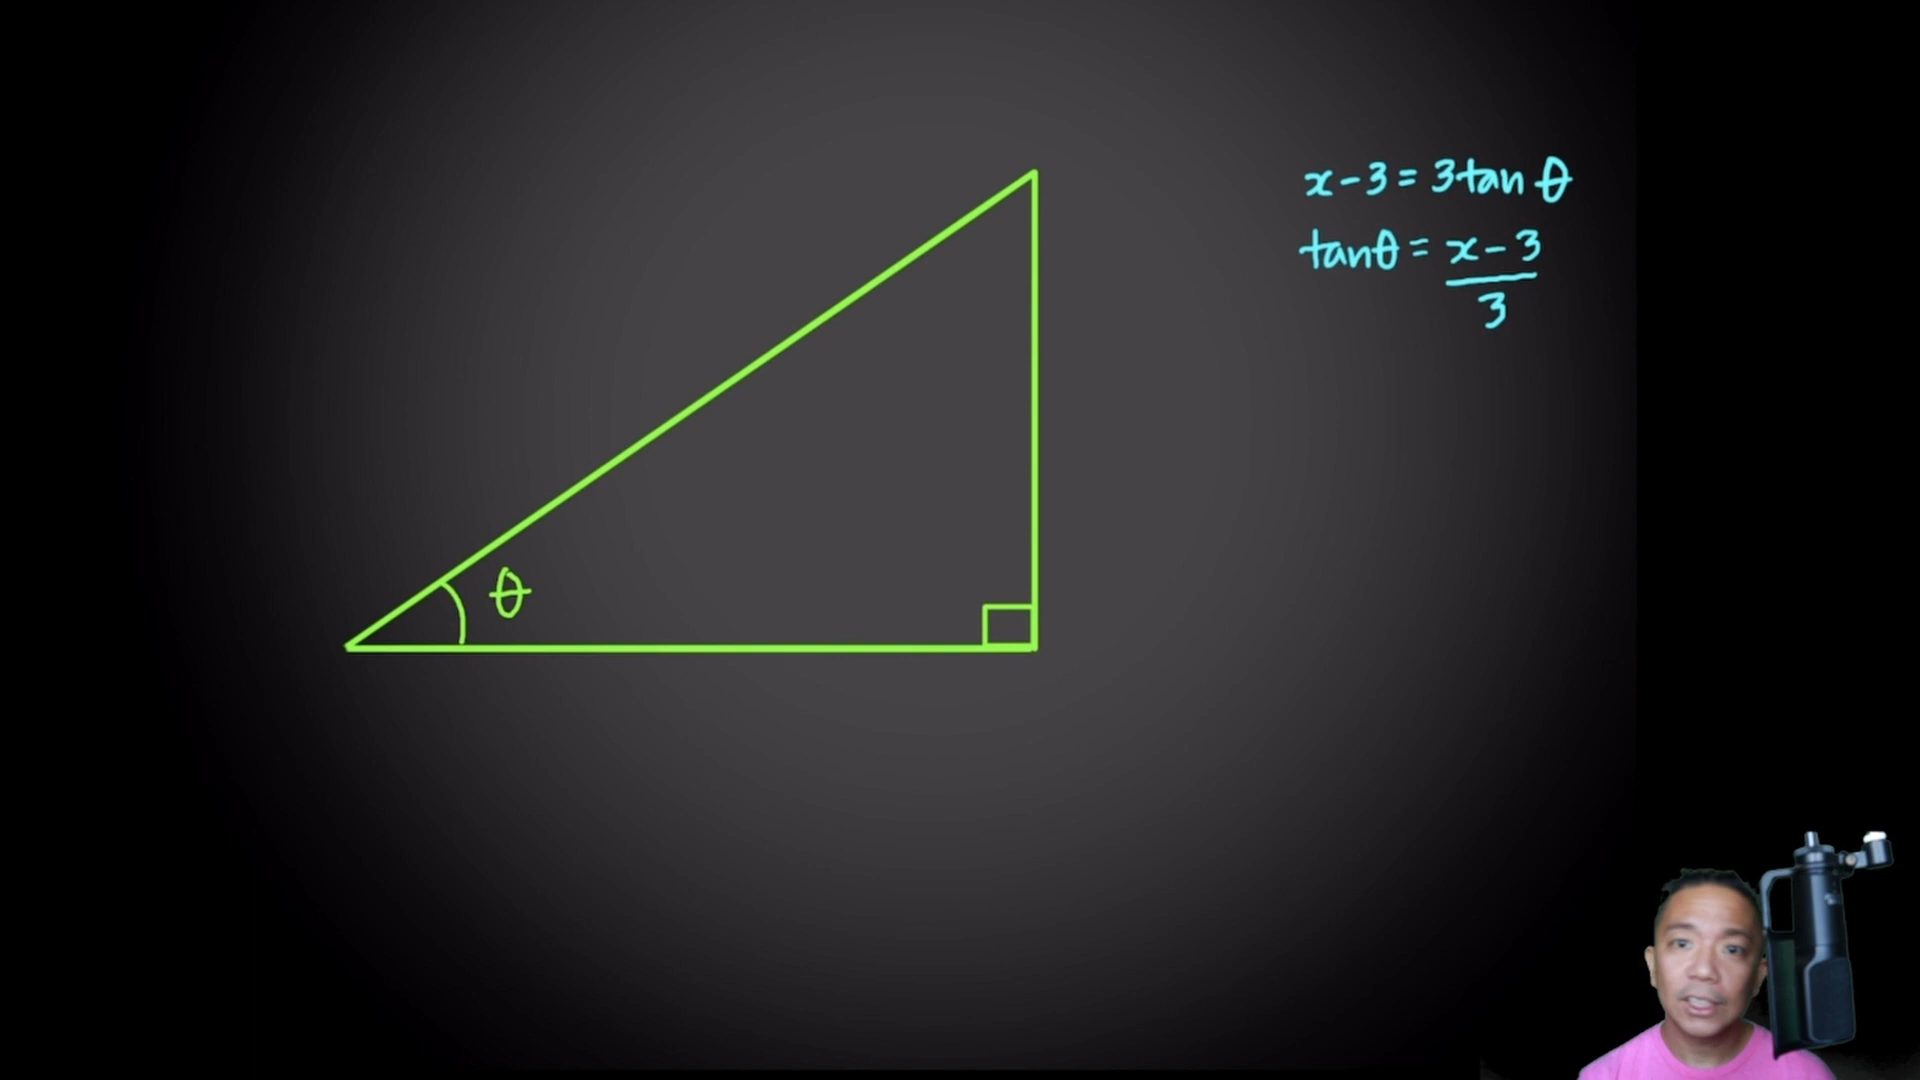 x-3 = 3tan θ
tanθ = x-3
3
θ